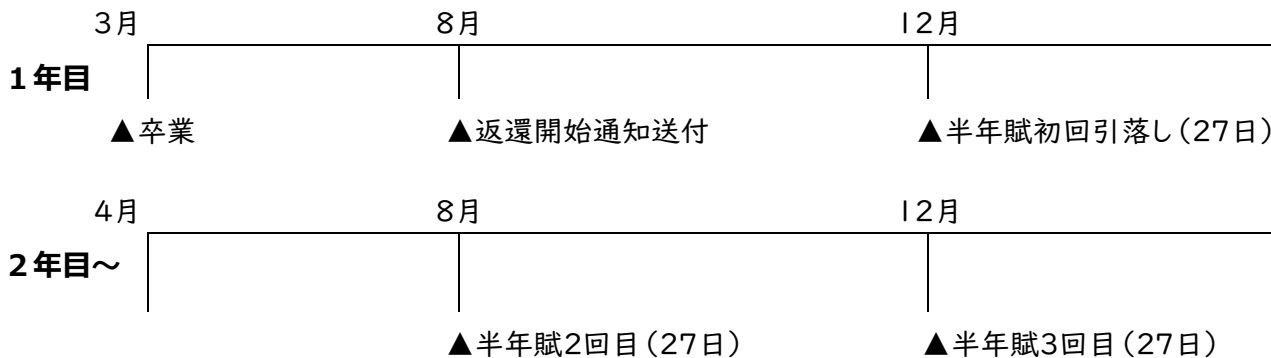 3月 8月 12月
1年目
▲卒業 ▲返還開始通知送付 ▲半年賦初回引落し(27日)
4月 8月 12月
2年目~
▲半年賦2回目(27日) ▲半年賦3回目(27日)